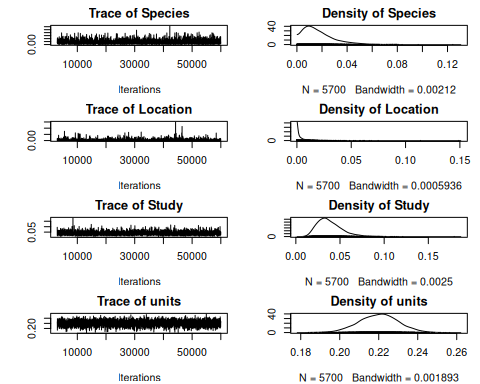 Trace of Species
0.00
10000 30000 50000
Iterations
Density of Species
0 40
0.00 0.04 0.08 0.12
N = 5700 Bandwidth = 0.00212
Trace of Location
0.00
10000 30000 50000
Iterations
Density of Location
0
0.00 0.05 0.10 0.15
N = 5700 Bandwidth = 0.0005936
Trace of Study
0.05
10000 30000 50000
Iterations
Density of Study
0
0.00 0.05 0.10 0.15
N = 5700 Bandwidth = 0.0025
Trace of units
0.20
10000 30000 50000
Iterations
Density of units
0 40
0.18 0.20 0.22 0.24 0.26
N = 5700 Bandwidth = 0.001893